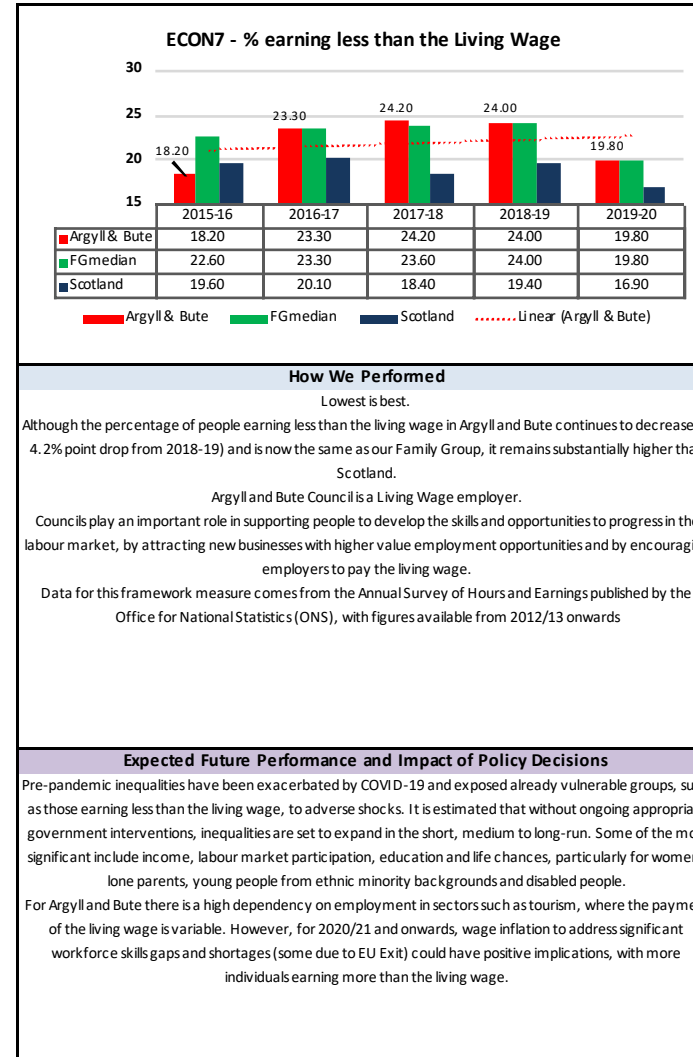 ECON7 - % earning less than the Living Wage
30
25
20
15
18.20
23.30
24.20
24.00
19.80
2015-16 2016-17 2017-18 2018-19 2019-20
Argyll & Bute 18.20 23.30 24.20 24.00 19.80
FGmedian 22.60 23.30 23.60 24.00 19.80
Scotland 19.60 20.10 18.40 19.40 16.90
Argyll & Bute FGmedian Scotland Linear (Argyll & Bute)
How We Performed
Lowest is best.
Although the percentage of people earning less than the living wage in Argyll and Bute continues to decrease
4.2% point drop from 2018-19) and is now the same as our Family Group, it remains substantially higher tha
Scotland.
Argyll and Bute Council is a Living Wage employer.
Councils play an important role in supporting people to develop the skills and opportunities to progress in the
labour market, by attracting new businesses with higher value employment opportunities and by encouragi
employers to pay the living wage.
Data for this framework measure comes from the Annual Survey of Hours and Earnings published by the
Office for National Statistics (ONS), with figures available from 2012/13 onwards
Expected Future Performance and Impact of Policy Decisions
Pre-pandemic inequalities have been exacerbated by COVID-19 and exposed already vulnerable groups, su
as those earning less than the living wage, to adverse shocks. It is estimated that without ongoing appropria
government interventions, inequalities are set to expand in the short, medium to long-run. Some of the mo
significant include income, labour market participation, education and life chances, particularly for wome
lone parents, young people from ethnic minority backgrounds and disabled people.
For Argyll and Bute there is a high dependency on employment in sectors such as tourism, where the payme
of the living wage is variable. However, for 2020/21 and onwards, wage inflation to address significant
workforce skills gaps and shortages (some due to EU Exit) could have positive implications, with more
individuals earning more than the living wage.